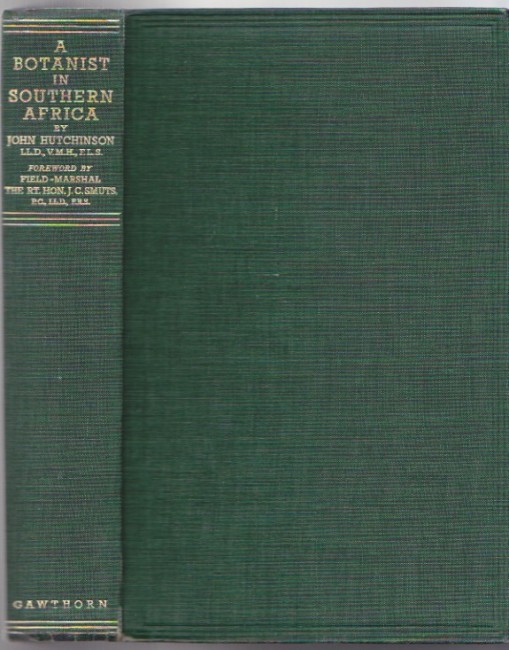 A
BOTANIST
IN
SOUTHERN
AFRICA
BY
JOHN HUTCHINSON
LL.D., V.M.H., F.L.S.
FOREWORD BY
FIELD-MARSHAL
THE RT. HON. J. C. SMUTS.
P.C., LL.D., F.R.S.
GAWTHORN